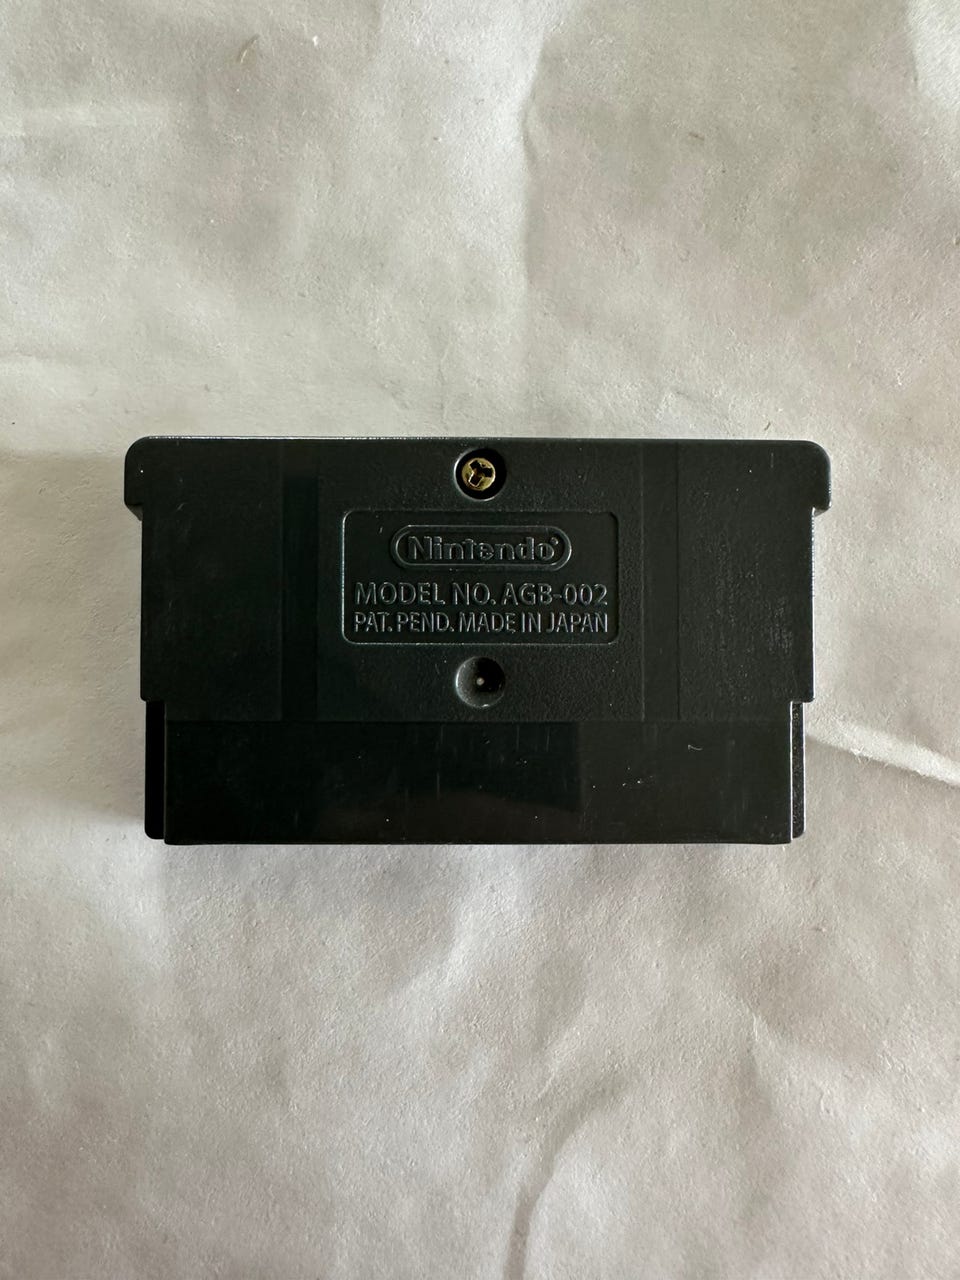 Nintendo®
MODEL NO. AGB-002
PAT. PEND. MADE IN JAPAN